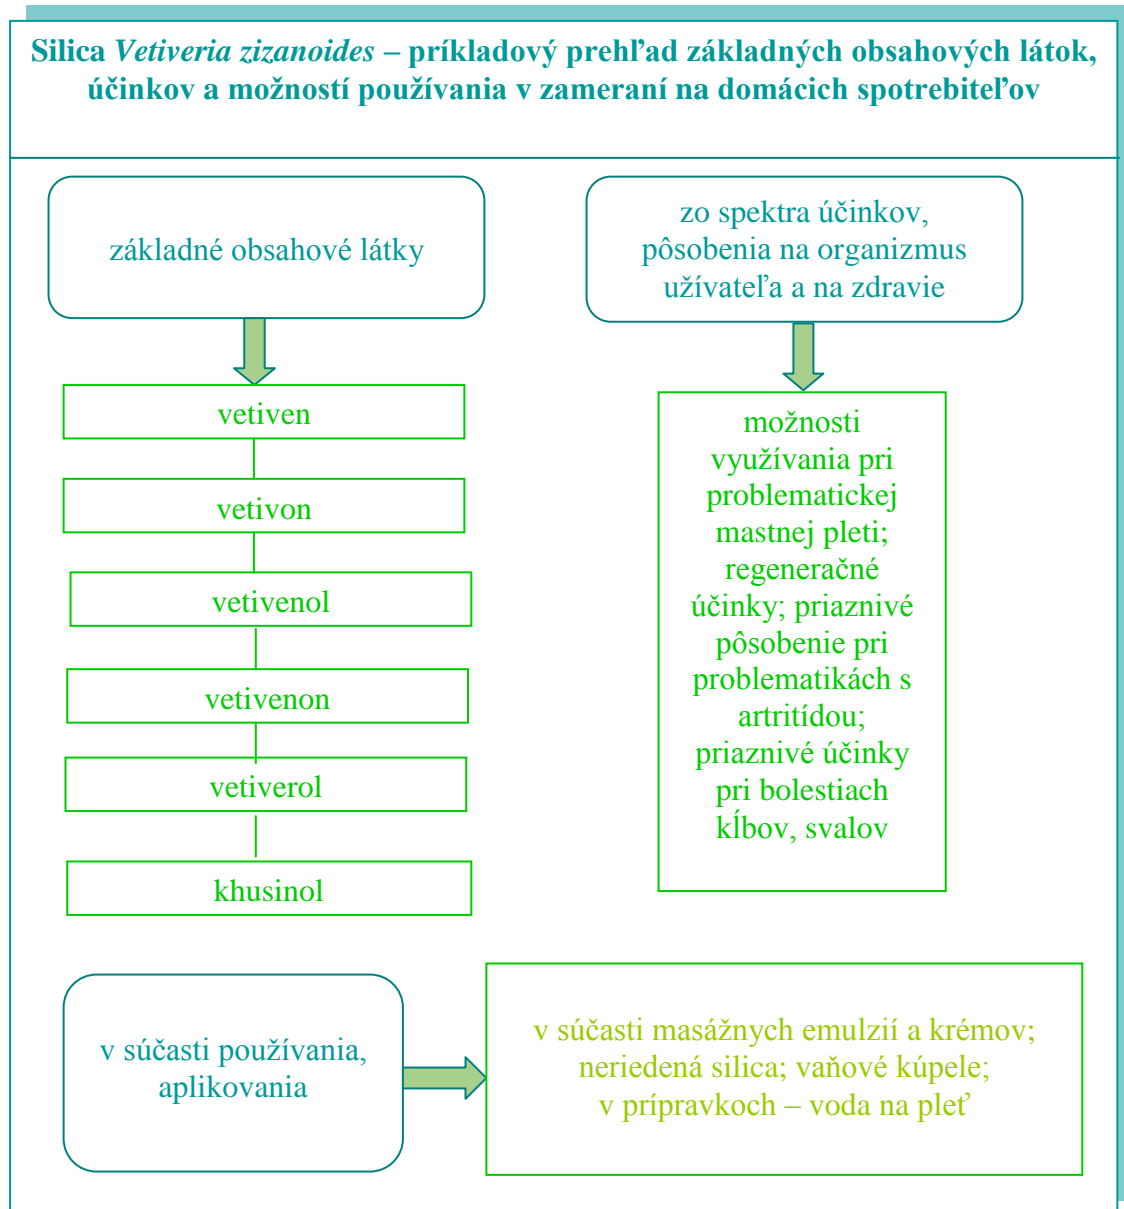 Silica Vetiveria zizanoides – príkladový prehľad základných obsahových látok,
účinkov a možností používania v zameraní na domácich spotrebiteľov
základné obsahové látky
vetiven
vetivon
vetivenol
vetivenon
vetiverol
khusinol
zo spektra účinkov,
pôsobenia na organizmus
užívateľa a na zdravie
možnosti
využívania pri
problematickej
mastnej pleti;
regeneračné
účinky; priaznivé
pôsobenie pri
problematikách s
artritídou;
priaznivé účinky
pri bolestiach
kĺbov, svalov
v súčasti používania,
aplikovania
v súčasti masážnych emulzií a krémov;
neriedená silica; vaňové kúpele;
v prípravkoch – voda na pleť